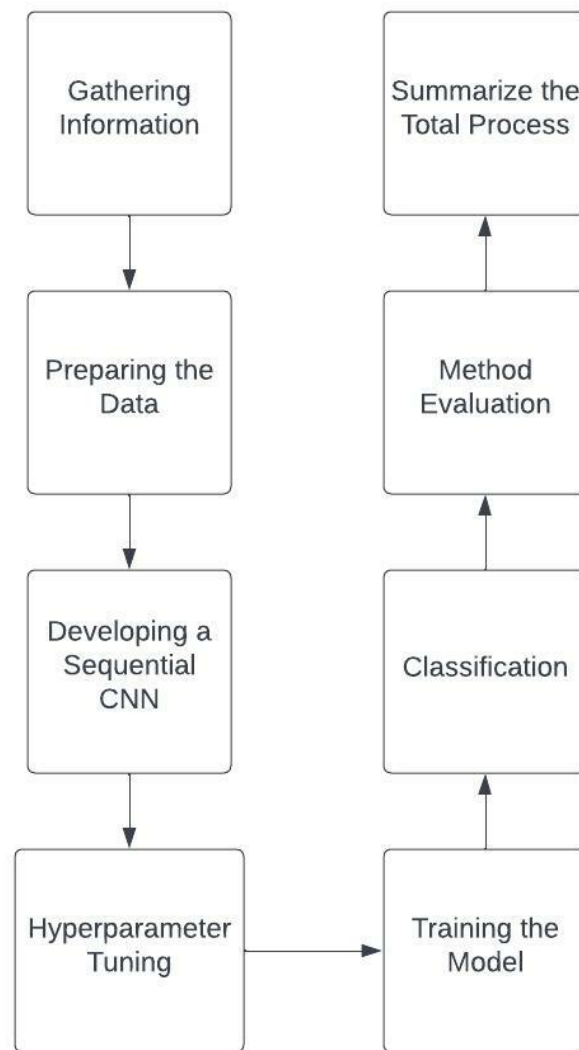 Gathering
Information
Preparing the
Data
Developing a
Sequential
CNN
Hyperparameter
Tuning
Training the
Model
Classification
Method
Evaluation
Summarize the
Total Process